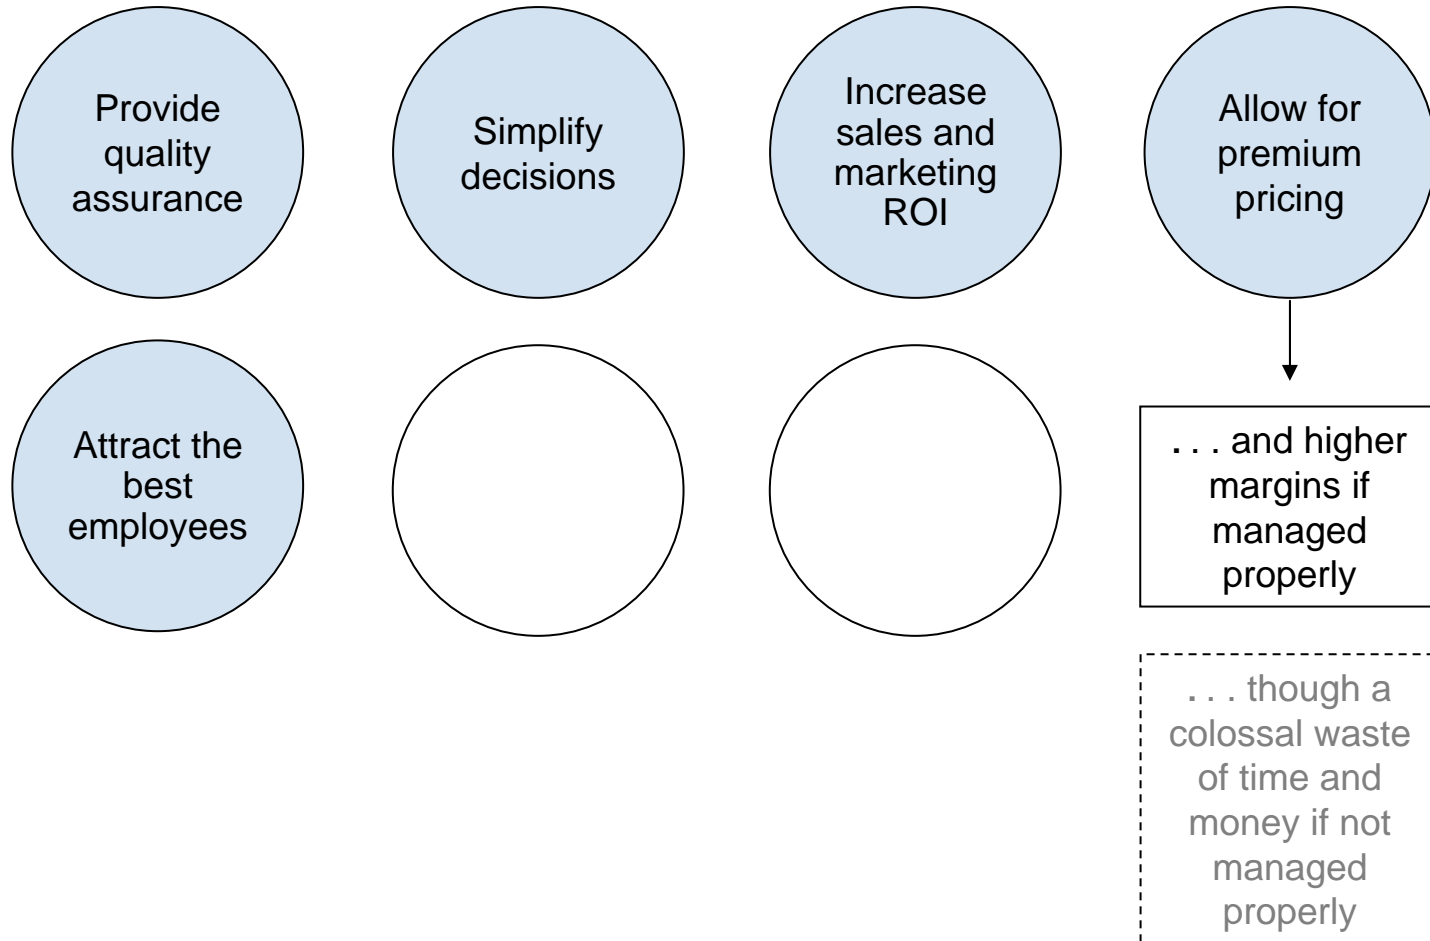 Provide
quality
assurance
Simplify
decisions
Increase
sales and
marketing
ROI
Allow for
premium
pricing
Attract the
best
employees
. . . and higher
margins if
managed
properly
. . . though a
colossal waste
of time and
money if not
managed
properly